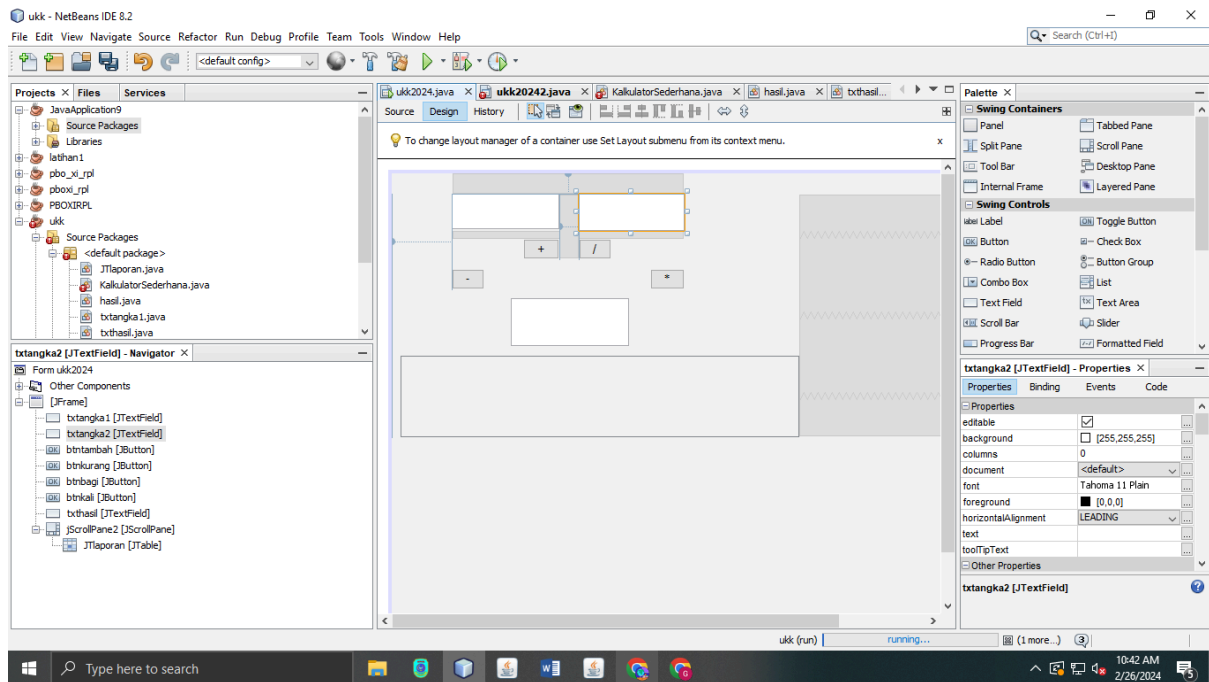 ukk - NetBeans IDE 8.2
File Edit View Navigate Source Refactor Run Debug Profile Team Tools Window Help
Search (Ctrl+I)
<default config>
Projects Files Services
JavaApplication9
Source Packages
Libraries
latihan1
pbo_xi_rpl
pboxi_rpl
PBOXIRPL
ukk
Source Packages
<default package>
JTlaporan.java
KalkulatorSederhana.java
hasil.java
txtangka1.java
txthasil.java
txtangka2 [JTextField] - Navigator
Form ukk2024
Other Components
[JFrame]
txtangka1 [JTextField]
txtangka2 [JTextField]
btntambah [JButton]
btnkurang [JButton]
btnbagi [JButton]
btnkali [JButton]
txthasil [JTextField]
jScrollPane2 [JScrollPane]
JTlaporan [JTable]
ukk2024.java ukk20242.java KalkulatorSederhana.java hasil.java txthasil...
Source Design History
To change layout manager of a container use Set Layout submenu from its context menu. x
+ /
- *
Palette
Swing Containers
Panel Tabbed Pane
Split Pane Scroll Pane
Tool Bar Desktop Pane
Internal Frame Layered Pane
Swing Controls
label Label OK Button ON Toggle Button
Check Box
Radio Button Button Group
Combo Box List
Text Field Text Area
Scroll Bar Slider
Progress Bar Formatted Field
txtangka2 [JTextField] - Properties
Properties Binding Events Code
Properties
editable
background [255,255,255]
columns 0
document <default>
font Tahoma 11 Plain
foreground [0,0,0]
horizontalAlignment LEADING
text
toolTipText
Other Properties
txtangka2 [JTextField]
ukk (run) running... (1 more...) 3
Type here to search
10:42 AM
2/26/2024
5